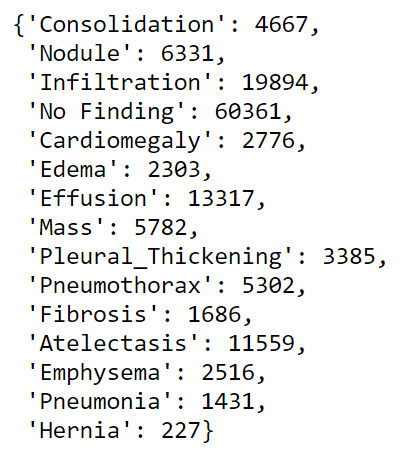 {'Consolidation': 4667,
'Nodule': 6331,
'Infiltration': 19894,
'No Finding': 60361,
'Cardiomegaly': 2776,
'Edema': 2303,
'Effusion': 13317,
'Mass': 5782,
'Pleural_Thickening': 3385,
'Pneumothorax': 5302,
'Fibrosis': 1686,
'Atelectasis': 11559,
'Emphysema': 2516,
'Pneumonia': 1431,
'Hernia': 227}